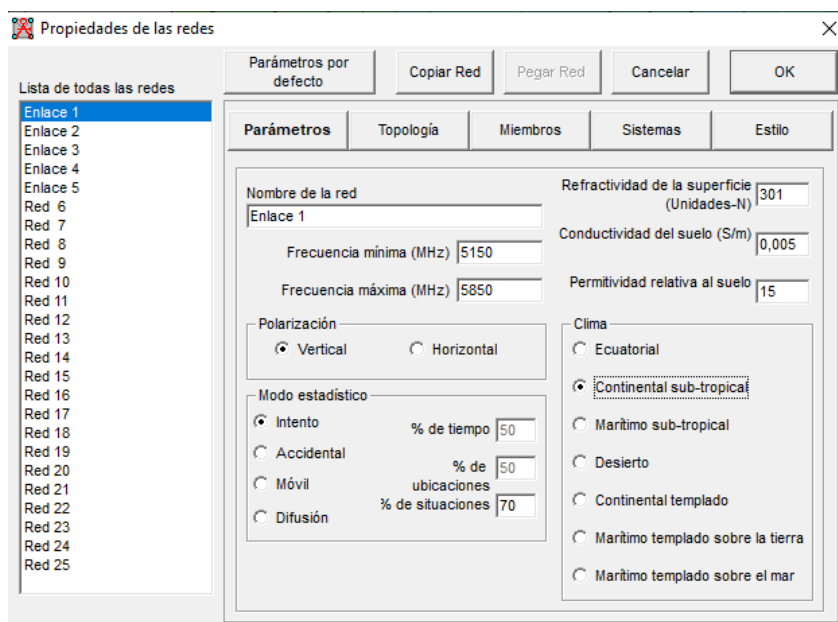 Propiedades de las redes
Parámetros por
defecto
Copiar Red
Pegar Red
Cancelar
OK
Lista de todas las redes
Enlace 1
Enlace 2
Enlace 3
Enlace 4
Enlace 5
Red 6
Red 7
Red 8
Red 9
Red 10
Red 11
Red 12
Red 13
Red 14
Red 15
Red 16
Red 17
Red 18
Red 19
Red 20
Red 21
Red 22
Red 23
Red 24
Red 25
Parámetros
Topología
Miembros
Sistemas
Estilo
Nombre de la red
Enlace 1
Frecuencia mínima (MHz) 5150
Frecuencia máxima (MHz) 5850
Refractividad de la superficie
(Unidades-N) 301
Conductividad del suelo (S/m)
0,005
Permitividad relativa al suelo
15
Polarización
Vertical
Horizontal
Modo estadístico
Intento
Accidental
Móvil
Difusión
% de tiempo 50
% de
ubicaciones
50
% de situaciones 70
Clima
Ecuatorial
Continental sub-tropical
Marítimo sub-tropical
Desierto
Continental templado
Marítimo templado sobre la tierra
Marítimo templado sobre el mar